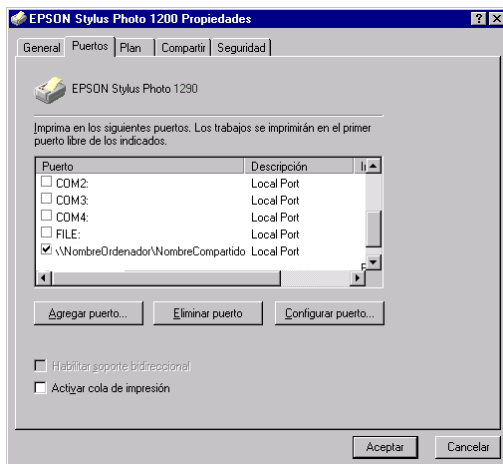 EPSON Stylus Photo 1200 Propiedades
General Puertos Plan Compartir Seguridad
EPSON Stylus Photo 1290
Imprima en los siguientes puertos. Los trabajos se imprimirán en el primer
puerto libre de los indicados.
Puerto Descripción
COM2: Local Port
COM3: Local Port
COM4: Local Port
FILE: Local Port
\\NombreOrdenador\NombreCompartido Local Port
Agregar puerto... Eliminar puerto Configurar puerto...
Habilitar soporte bidireccional
Activar cola de impresión
Aceptar Cancelar